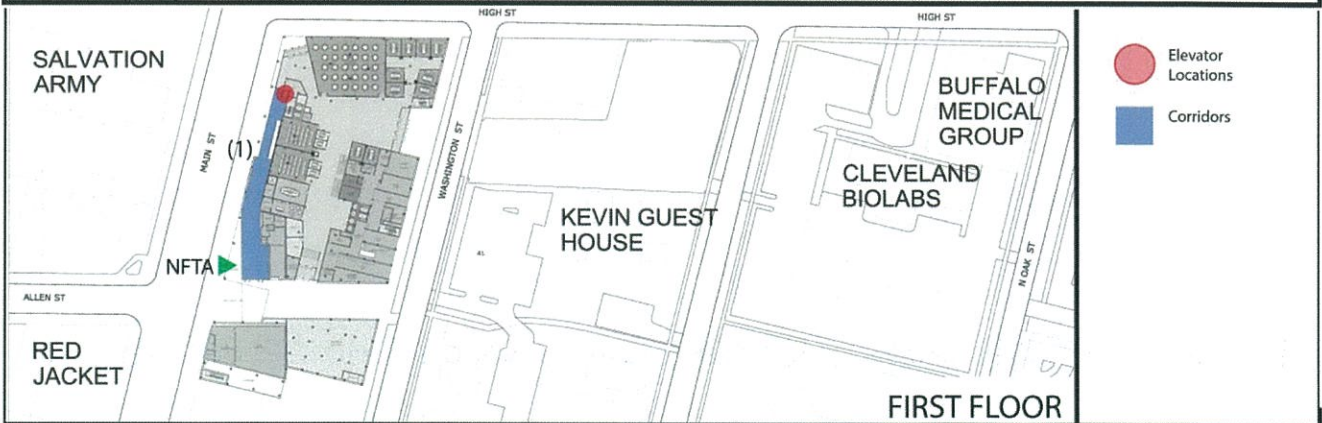 HIGH ST
HIGH ST
SALVATION
ARMY
MAIN ST
(1)
WASHINGTON ST
NFTA
ALLEN ST
RED
JACKET
KEVIN GUEST
HOUSE
BUFFALO
MEDICAL
GROUP
CLEVELAND
BIOLABS
N OAK ST
FIRST FLOOR
Elevator
Locations
Corridors